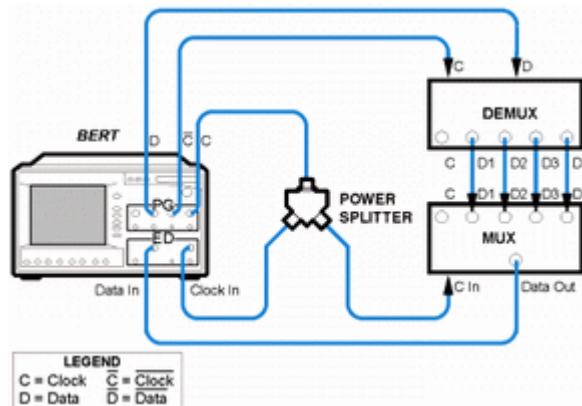 C D
DEMUX
BERT
D C̅ C
C D1 D2 D3 D
PG
POWER
SPLITTER
C D1 D2 D3 D
ED
MUX
Data In Clock In
C In Data Out
LEGEND
C = Clock C̅ = C̅l̅o̅c̅k̅
D = Data D̅ = D̅a̅t̅a̅